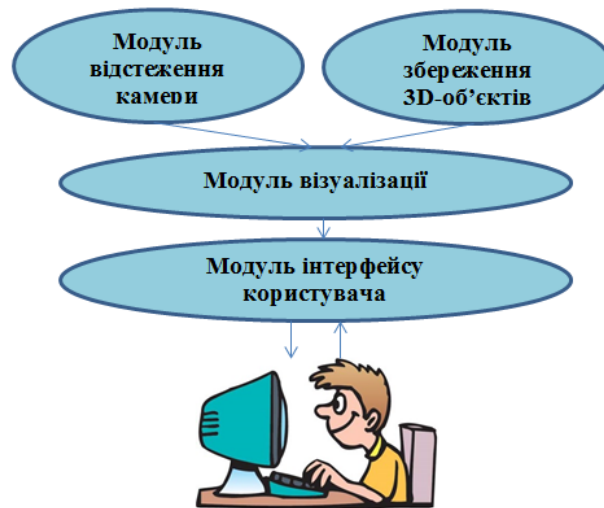 Модуль
відстеження
камери
Модуль
збереження
3D-об’єктів
Модуль візуалізації
Модуль інтерфейсу
користувача